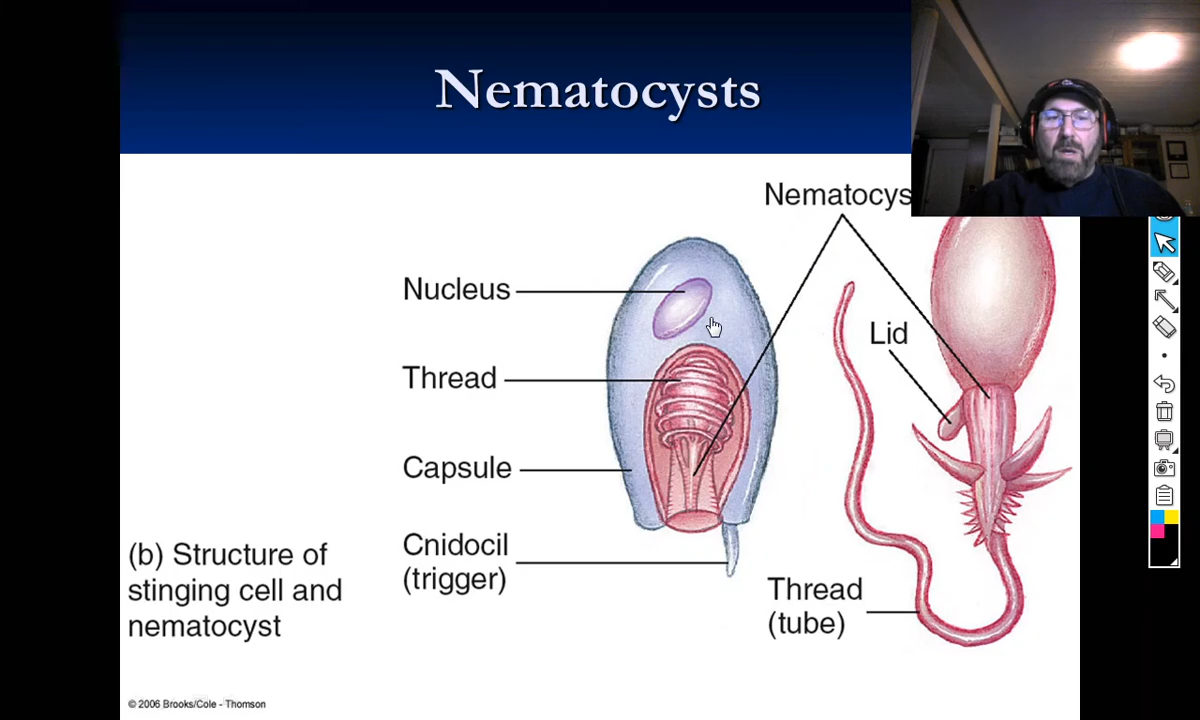 Nematocysts
Nematocys
Nucleus
Lid
Thread
Capsule
Cnidocil
(trigger)
(b) Structure of
stinging cell and
nematocyst
Thread
(tube)
© 2006 Brooks/Cole - Thomson